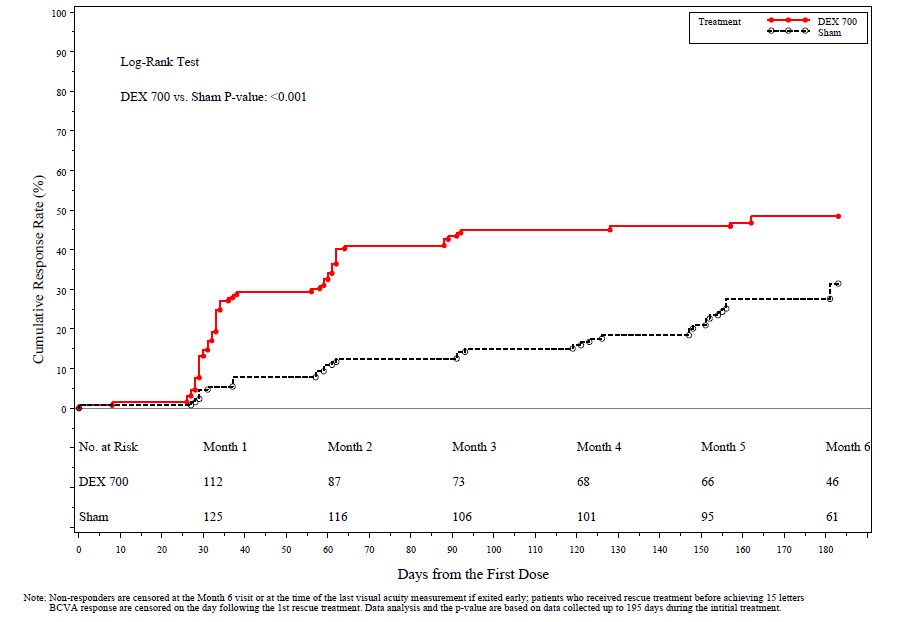 Treatment
DEX 700
Sham
Log-Rank Test
DEX 700 vs. Sham P-value: <0.001
Cumulative Response Rate (%)
100
90
80
70
60
50
40
30
20
10
0
No. at Risk Month 1 Month 2 Month 3 Month 4 Month 5 Month 6
DEX 700 112 87 73 68 66 46
Sham 125 116 106 101 95 61
0 10 20 30 40 50 60 70 80 90 100 110 120 130 140 150 160 170 180
Days from the First Dose
Note: Non-responders are censored at the Month 6 visit or at the time of the last visual acuity measurement if exited early; patients who received rescue treatment before achieving 15 letters
BCVA response are censored on the day following the 1st rescue treatment. Data analysis and the p-value are based on data collected up to 195 days during the intitial treatment.